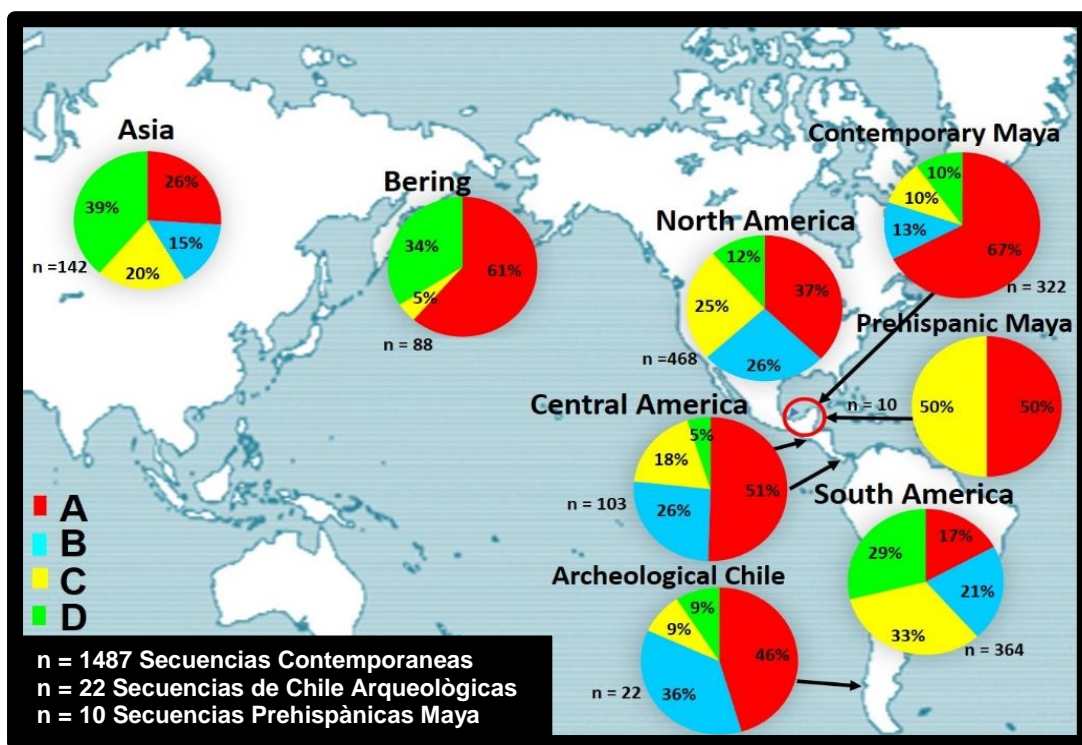 Asia
26%
15%
20%
39%
n =142
Bering
61%
5%
34%
n = 88
North America
37%
26%
25%
12%
n =468
Contemporary Maya
67%
13%
10%
10%
n = 322
Prehispanic Maya
50%
50%
n = 10
Central America
51%
26%
18%
5%
n = 103
South America
17%
21%
33%
29%
n = 364
Archeological Chile
46%
36%
9%
9%
n = 22
A
B
C
D
n = 1487 Secuencias Contemporaneas
n = 22 Secuencias de Chile Arqueològicas
n = 10 Secuencias Prehispànicas Maya